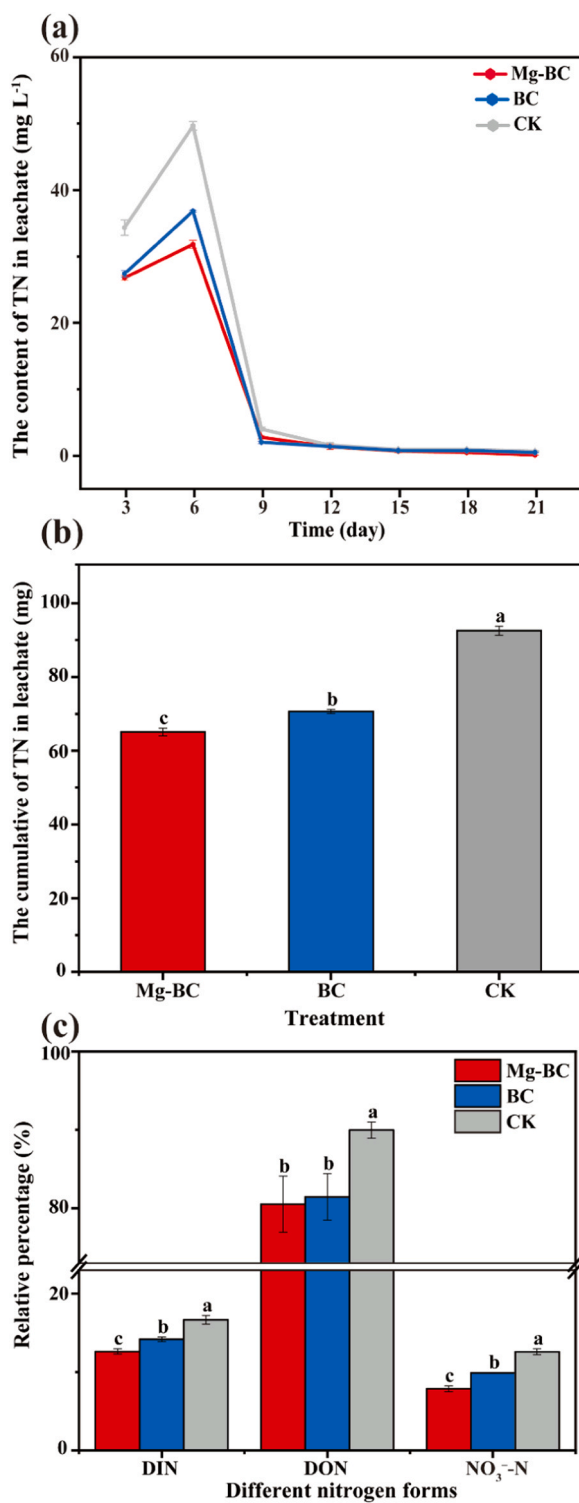 (a)
The content of TN in leachate (mg L⁻¹)
60
40
20
0
Mg-BC
BC
CK
3 6 9 12 15 18 21
Time (day)
(b)
The cumulative of TN in leachate (mg)
100
80
60
40
20
0
c
b
a
Mg-BC BC CK
Treatment
(c)
Relative percentage (%)
100
80
20
0
Mg-BC
BC
CK
c b a
b b a
c b a
DIN DON NO₃⁻-N
Different nitrogen forms